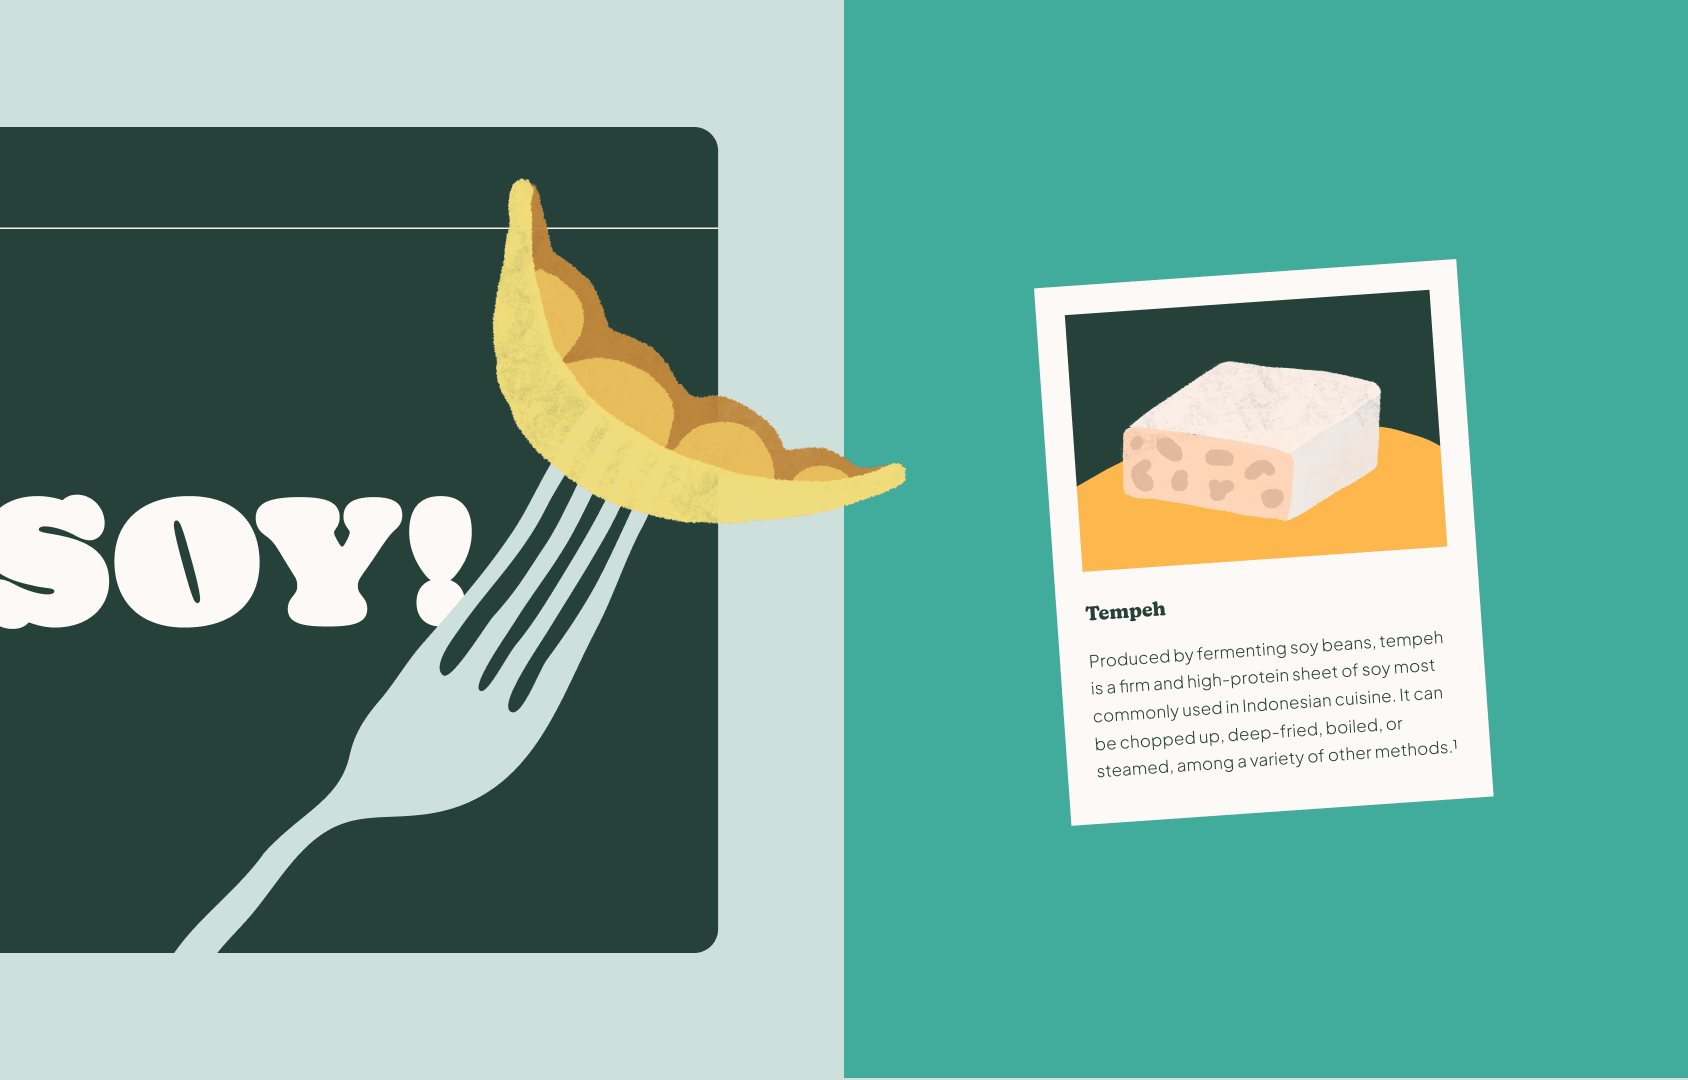 SOY!
Tempeh
Produced by fermenting soy beans, tempeh
is a firm and high-protein sheet of soy most
commonly used in Indonesian cuisine. It can
be chopped up, deep-fried, boiled, or
steamed, among a variety of other methods.¹